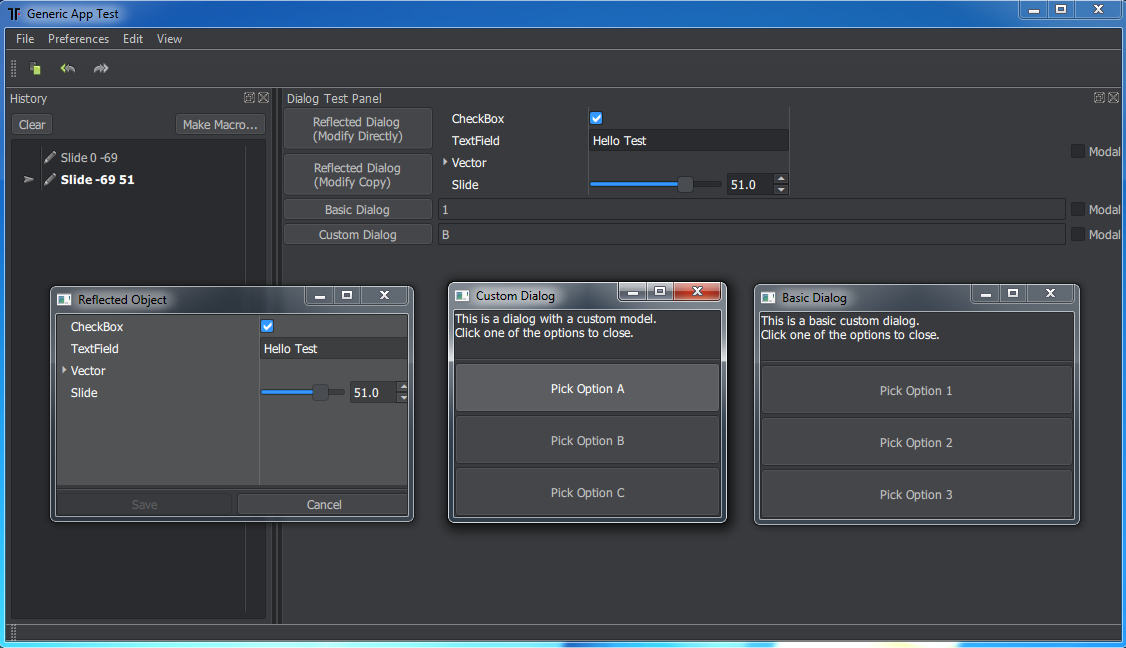 Generic App Test
File Preferences Edit View
History
Clear Make Macro...
Slide 0 -69
Slide -69 51
Dialog Test Panel
Reflected Dialog
(Modify Directly)
Reflected Dialog
(Modify Copy)
CheckBox
TextField Hello Test
Vector
Slide 51.0
Modal
Basic Dialog 1 Modal
Custom Dialog B Modal
Reflected Object
CheckBox
TextField Hello Test
Vector
Slide 51.0
Save Cancel
Custom Dialog
This is a dialog with a custom model.
Click one of the options to close.
Pick Option A
Pick Option B
Pick Option C
Basic Dialog
This is a basic custom dialog.
Click one of the options to close.
Pick Option 1
Pick Option 2
Pick Option 3